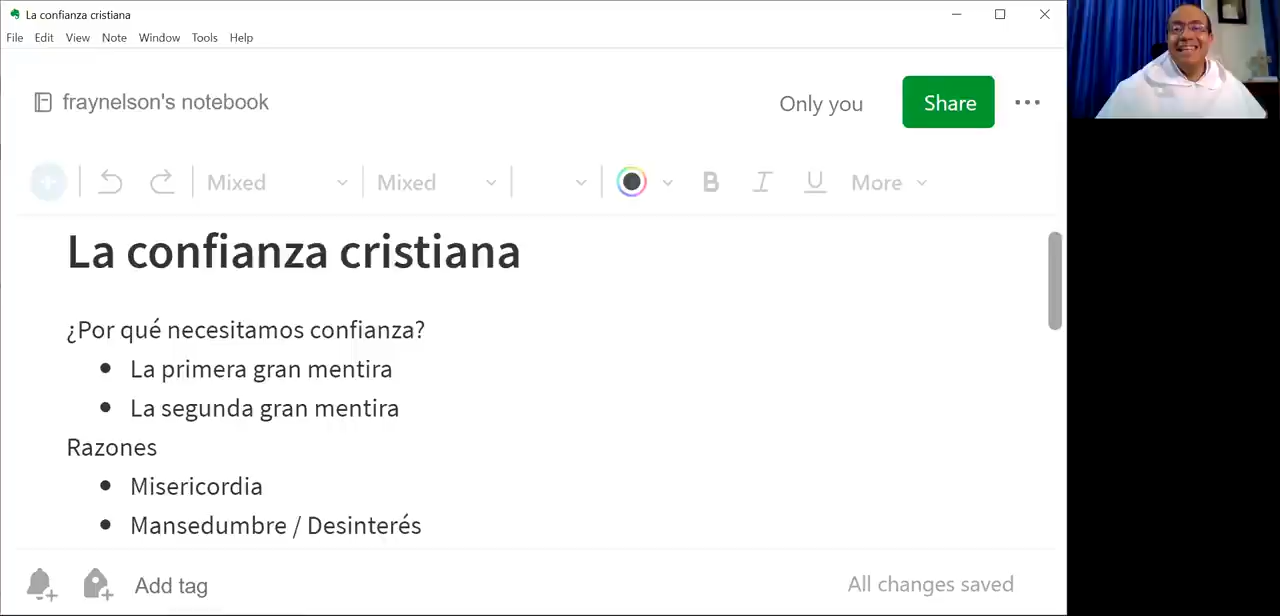 La confianza cristiana
File Edit View Note Window Tools Help
fraynelson's notebook
Only you
Share
Mixed
Mixed
B I U More
La confianza cristiana
¿Por qué necesitamos confianza?
• La primera gran mentira
• La segunda gran mentira
Razones
• Misericordia
• Mansedumbre / Desinterés
Add tag
All changes saved